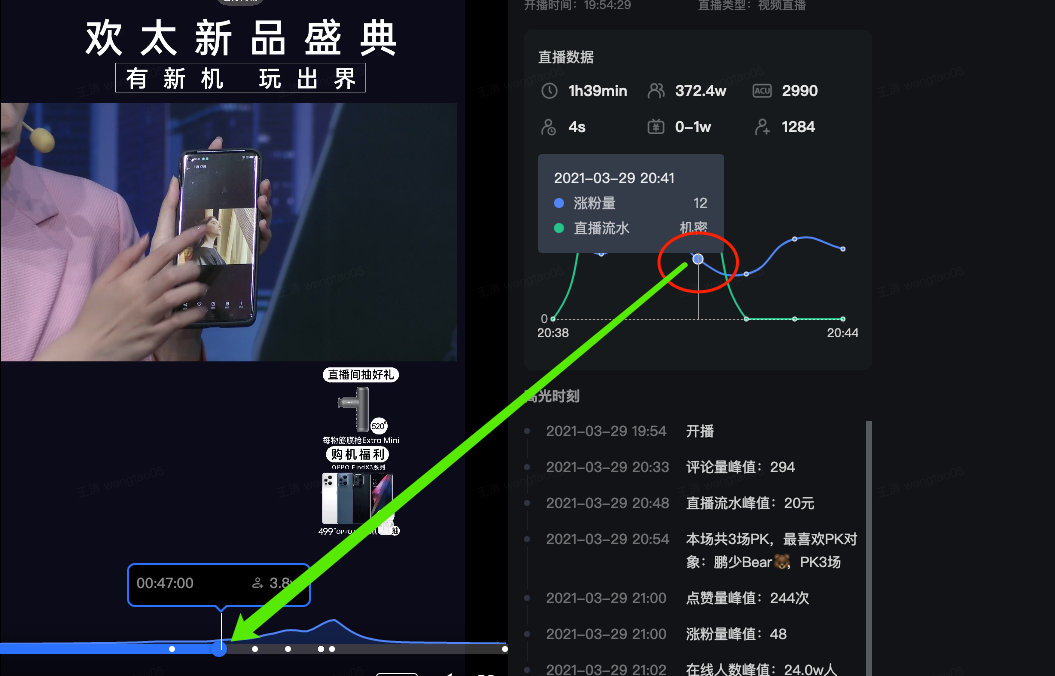 欢太新品盛典
有新机 玩出界
直播间抽好礼
520
每秒筋膜枪Extra Mini
购机福利
OPPO Find X3系列
00:47:00
3.8
开播时间：19:54:29
直播类型：视频直播
直播数据
1h39min
372.4w
ACU
2990
4s
0-1w
1284
2021-03-29 20:41
涨粉量
12
直播流水
机密
0
20:38
20:44
高光时刻
2021-03-29 19:54
开播
2021-03-29 20:33
评论量峰值：294
2021-03-29 20:48
直播流水峰值：20元
2021-03-29 20:54
本场共3场PK，最喜欢PK对
象：鹏少Bear🐻，PK3场
2021-03-29 21:00
点赞量峰值：244次
2021-03-29 21:00
涨粉量峰值：48
2021-03-29 21:02
在线人数峰值：24.0w人